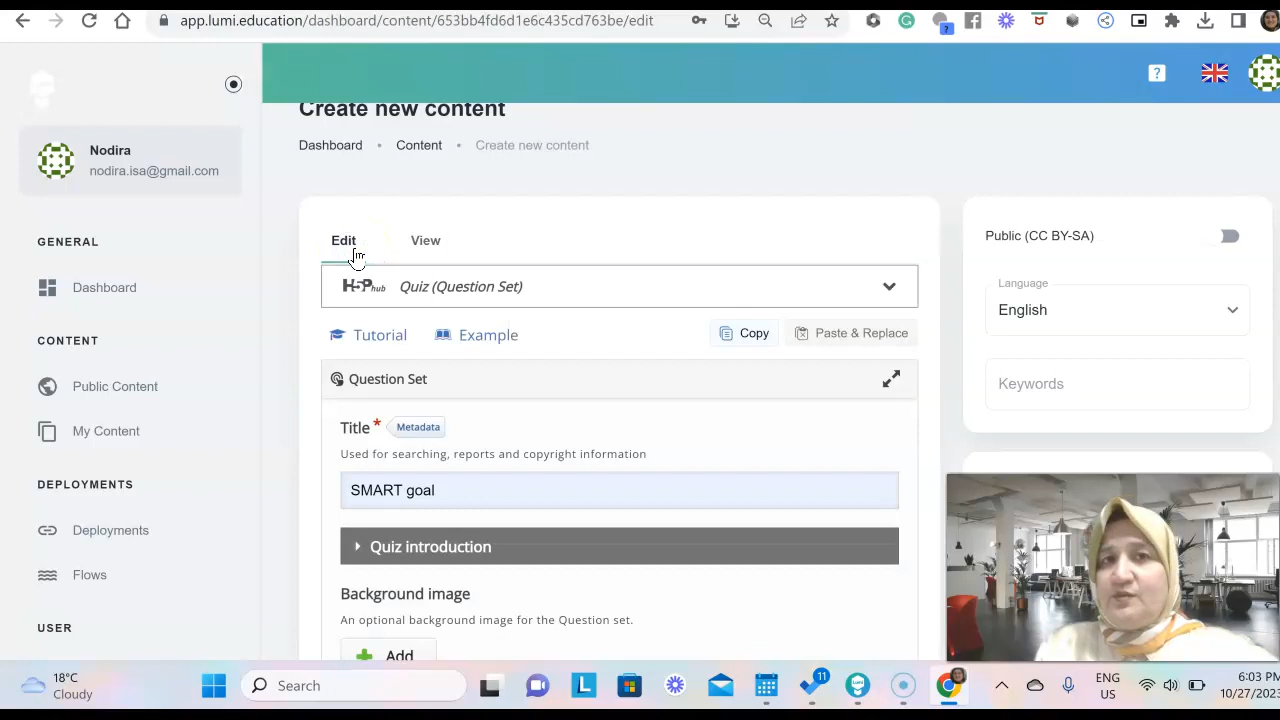 app.lumi.education/dashboard/content/653bb4fd6d1e6c435cd763be/edit
?
?
Create new content
Dashboard • Content • Create new content
Nodira
nodira.isa@gmail.com
GENERAL
Dashboard
CONTENT
Public Content
My Content
DEPLOYMENTS
Deployments
Flows
USER
Edit View
H5P hub Quiz (Question Set)
Tutorial Example Copy Paste & Replace
Question Set
Title * Metadata
Used for searching, reports and copyright information
SMART goal
Quiz introduction
Background image
An optional background image for the Question set.
Add
Public (CC BY-SA)
Language
English
Keywords
18°C
Cloudy
Search
L
Lumi
11
ENG
US
6:03 PM
10/27/2023